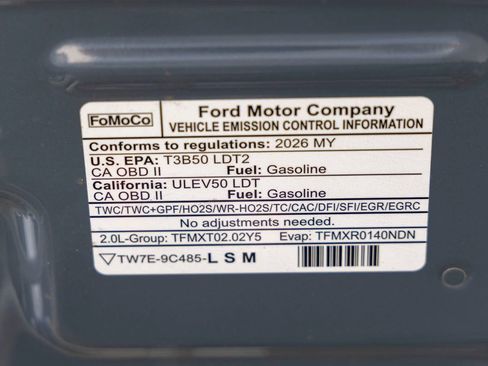 FoMoCo
Ford Motor Company
VEHICLE EMISSION CONTROL INFORMATION
Conforms to regulations: 2026 MY
U.S. EPA: T3B50 LDT2
CA OBD II Fuel: Gasoline
California: ULEV50 LDT
CA OBD II Fuel: Gasoline
TWC/TWC+GPF/HO2S/WR-HO2S/TC/CAC/DFI/SFI/EGR/EGRC
No adjustments needed.
2.0L-Group: TFMXT02.02Y5 Evap: TFMXR0140NDN
TW7E-9C485-L S M